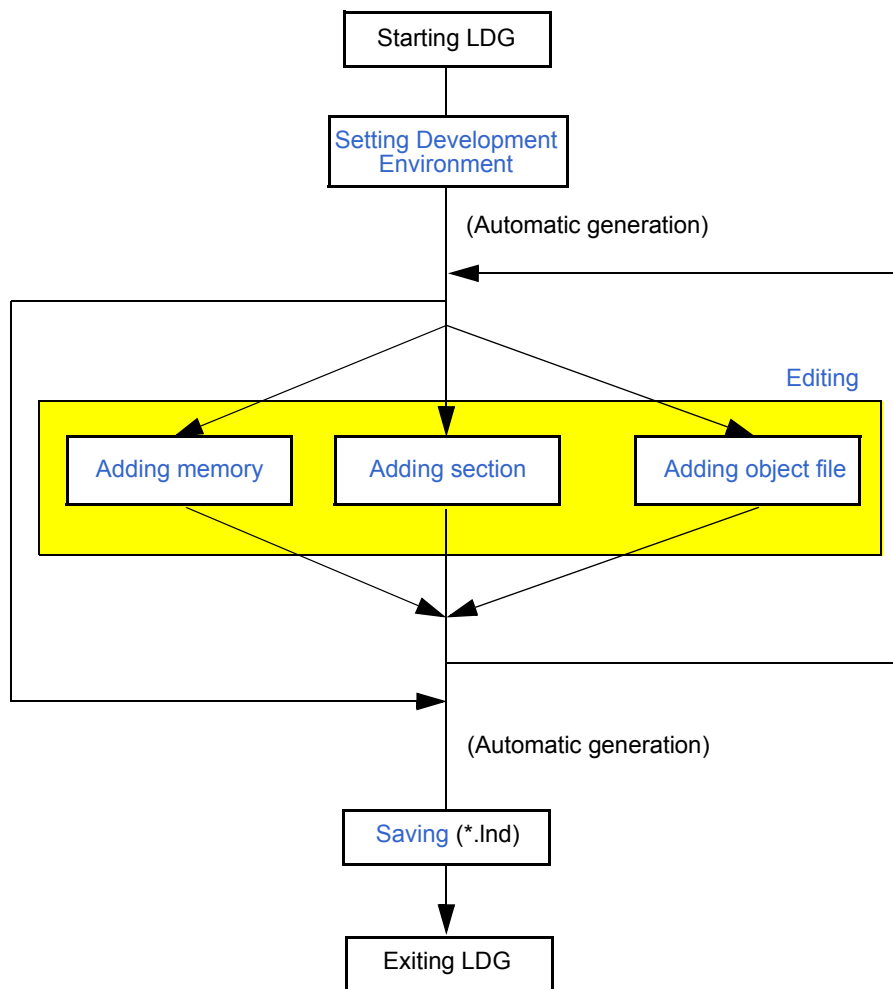 Starting LDG
Setting Development
Environment
(Automatic generation)
Editing
Adding memory
Adding section
Adding object file
(Automatic generation)
Saving (*.lnd)
Exiting LDG